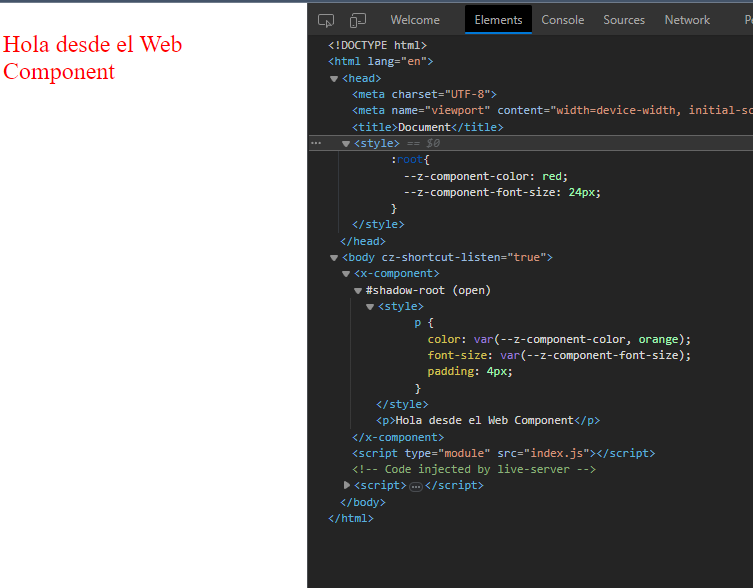 Hola desde el Web
Component
Welcome Elements Console Sources Network
<!DOCTYPE html>
<html lang="en">
<head>
<meta charset="UTF-8">
<meta name="viewport" content="width=device-width, initial-sc
<title>Document</title>
<style> == $0
:root{
--z-component-color: red;
--z-component-font-size: 24px;
}
</style>
</head>
<body cz-shortcut-listen="true">
<x-component>
#shadow-root (open)
<style>
p {
color: var(--z-component-color, orange);
font-size: var(--z-component-font-size);
padding: 4px;
}
</style>
<p>Hola desde el Web Component</p>
</x-component>
<script type="module" src="index.js"></script>
<!-- Code injected by live-server -->
<script>…</script>
</body>
</html>